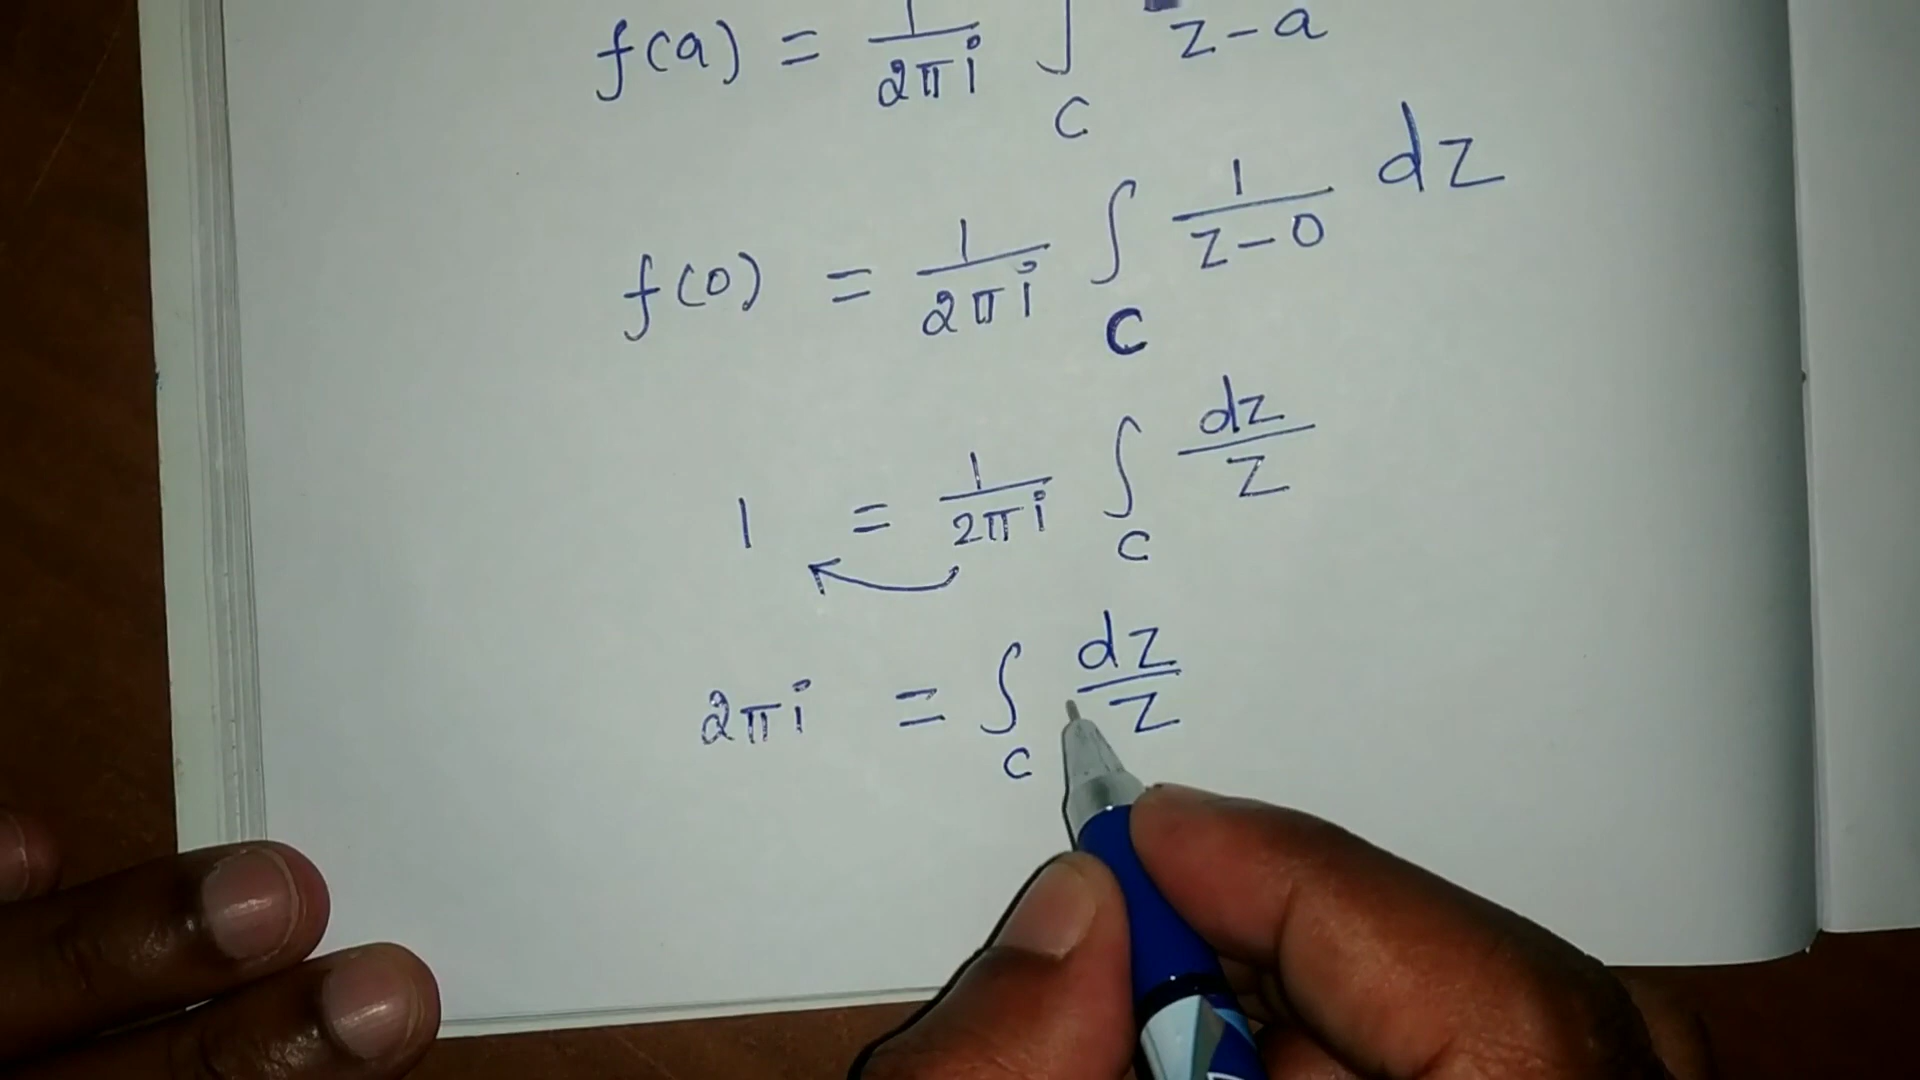 f(a) = 1/2πi ∫_C z-a
f(0) = 1/2πi ∫_C 1/(z-0) dz
1 = 1/2πi ∫_C dz/z
2πi = ∫_C dz/z